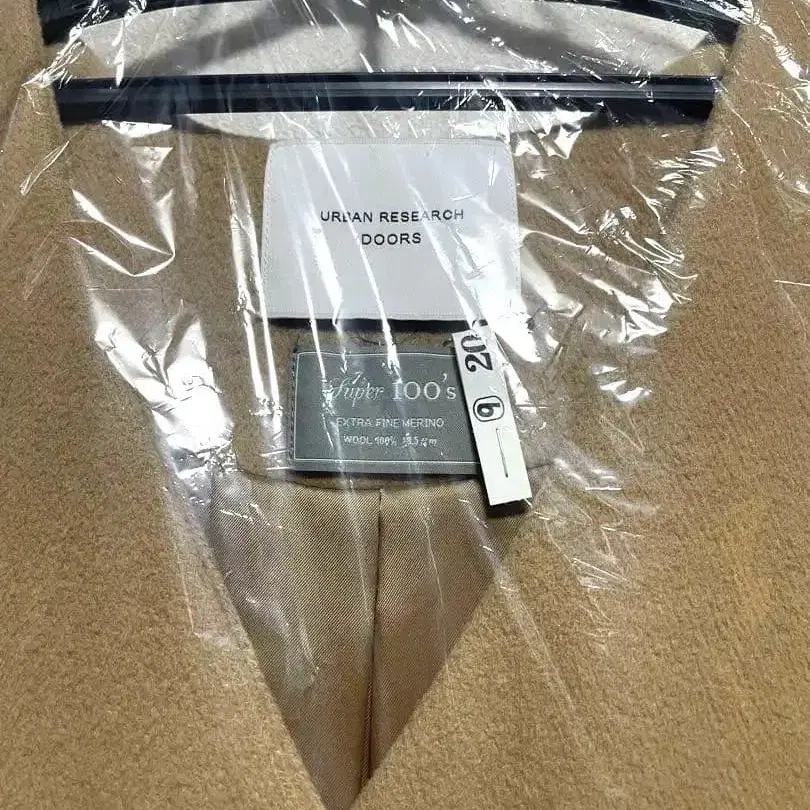 URBAN RESEARCH
DOORS
Super 100's
EXTRA FINE MERINO
WOOL 100%
20
9